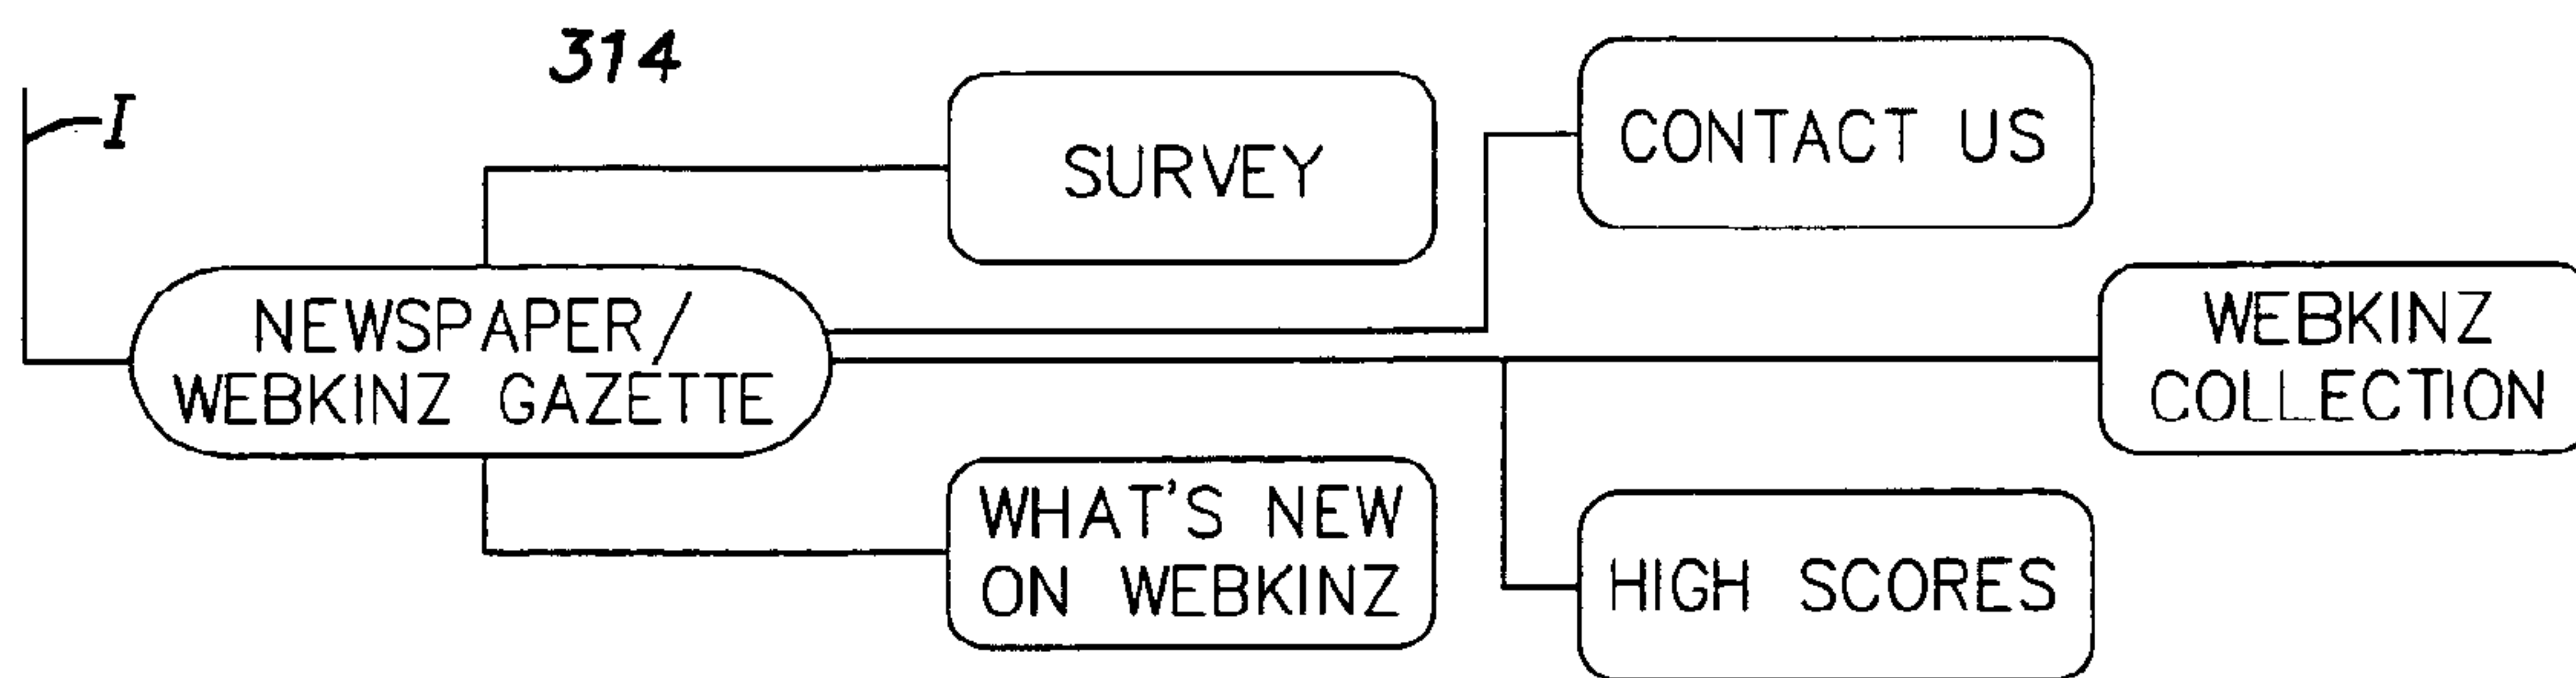 314
I
SURVEY
CONTACT US
NEWSPAPER/
WEBKINZ GAZETTE
WEBKINZ
COLLECTION
WHAT'S NEW
ON WEBKINZ
HIGH SCORES